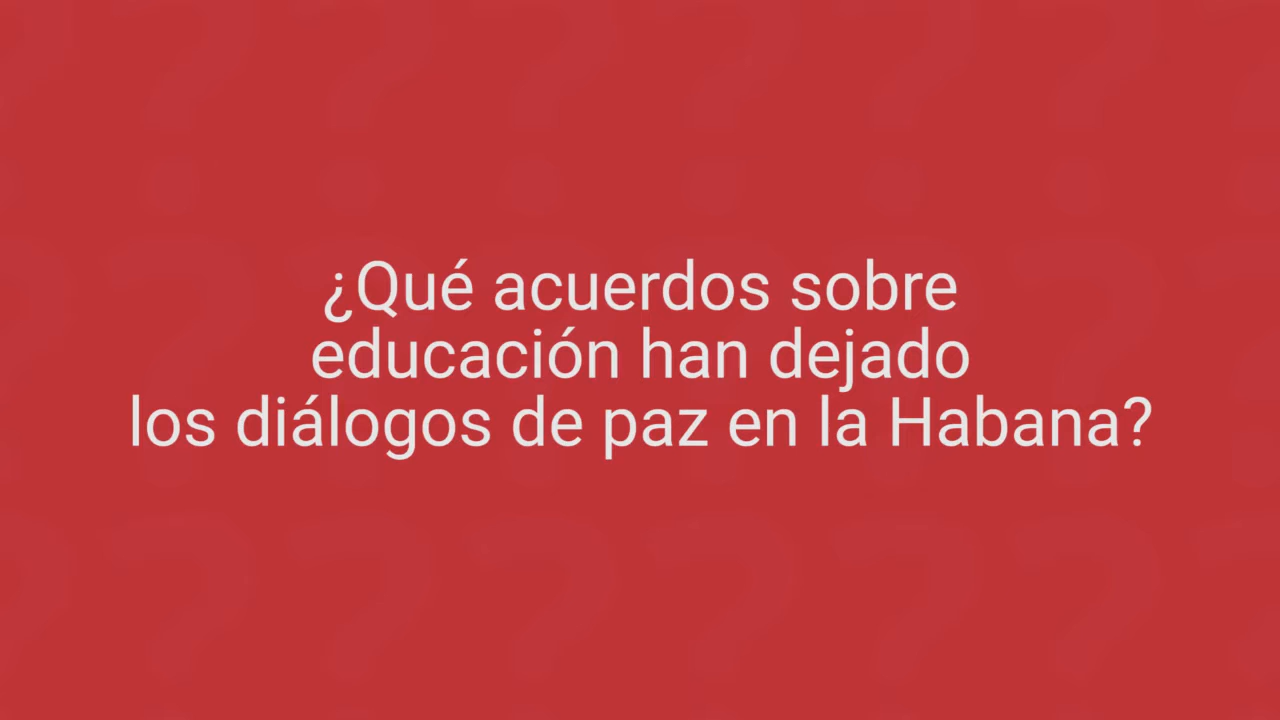 ¿Qué acuerdos sobre
educación han dejado
los diálogos de paz en la Habana?